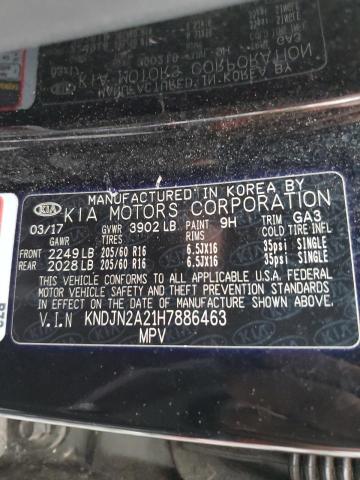 MANUFACTURED IN KOREA BY
KIA KIA MOTORS CORPORATION
03/17 GVWR 3902 LB PAINT 9H TRIM GA3
GAWR TIRES RIMS COLD TIRE INFL
FRONT 2249 LB 205/60 R16 6.5JX16 35psi SINGLE
REAR 2028 LB 205/60 R16 6.5JX16 35psi SINGLE
THIS VEHICLE CONFORMS TO ALL APPLICABLE U.S.A. FEDERAL
MOTOR VEHICLE SAFETY AND THEFT PREVENTION STANDARDS
IN EFFECT ON THE DATE OF MANUFACTURE SHOWN ABOVE.
V.I.N KNDJN2A21H7886463
MPV